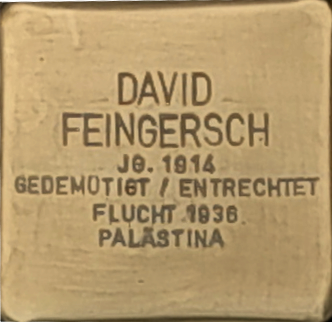 DAVID
FEINGERSCH
JG. 1914
GEDEMÜTIGT / ENTRECHTET
FLUCHT 1936
PALÄSTINA